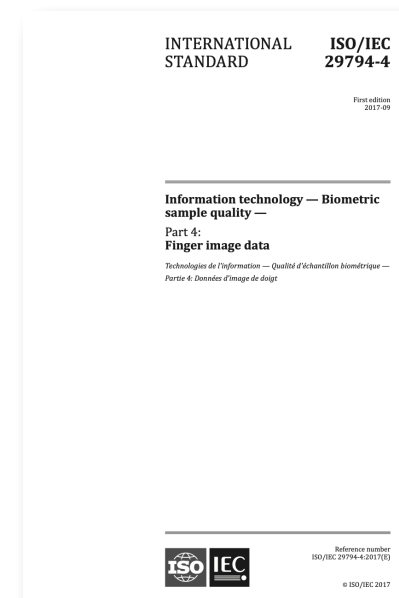 INTERNATIONAL STANDARD
ISO/IEC 29794-4
First edition
2017-09
Information technology — Biometric
sample quality —
Part 4:
Finger image data
Technologies de l'information — Qualité d'échantillon biométrique —
Partie 4: Données d'image de doigt
Reference number
ISO/IEC 29794-4:2017(E)
ISO
IEC
© ISO/IEC 2017